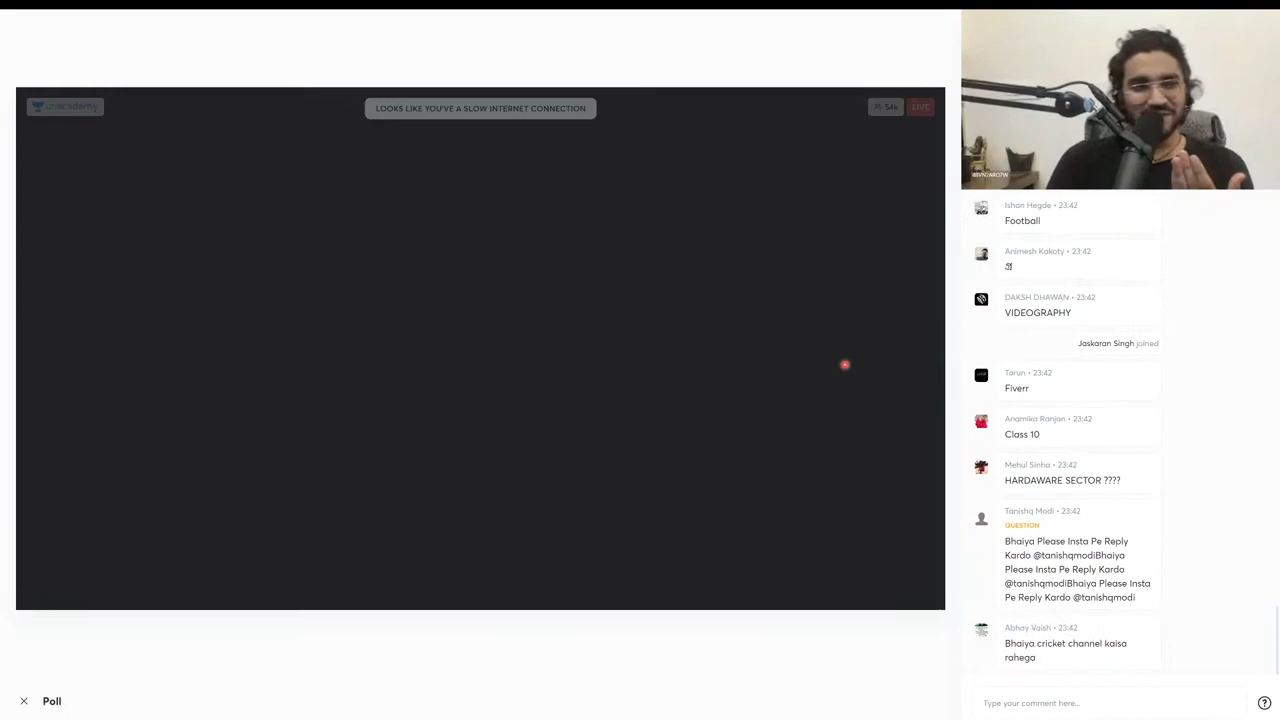 unacademy
LOOKS LIKE YOU'VE A SLOW INTERNET CONNECTION
54k
LIVE
Ishan Hegde • 23:42
Football
Animesh Kakoty • 23:42
DAKSH DHAWAN • 23:42
VIDEOGRAPHY
Jaskaran Singh joined
Tarun • 23:42
Fiverr
Anamika Ranjan • 23:42
Class 10
Mehul Sinha • 23:42
HARDAWARE SECTOR ????
Tanishq Modi • 23:42
QUESTION
Bhaiya Please Insta Pe Reply
Kardo @tanishqmodiBhaiya
Please Insta Pe Reply Kardo
@tanishqmodiBhaiya Please Insta
Pe Reply Kardo @tanishqmodi
Abhay Vaish • 23:42
Bhaiya cricket channel kaisa
rahega
Type your comment here...
?
Poll